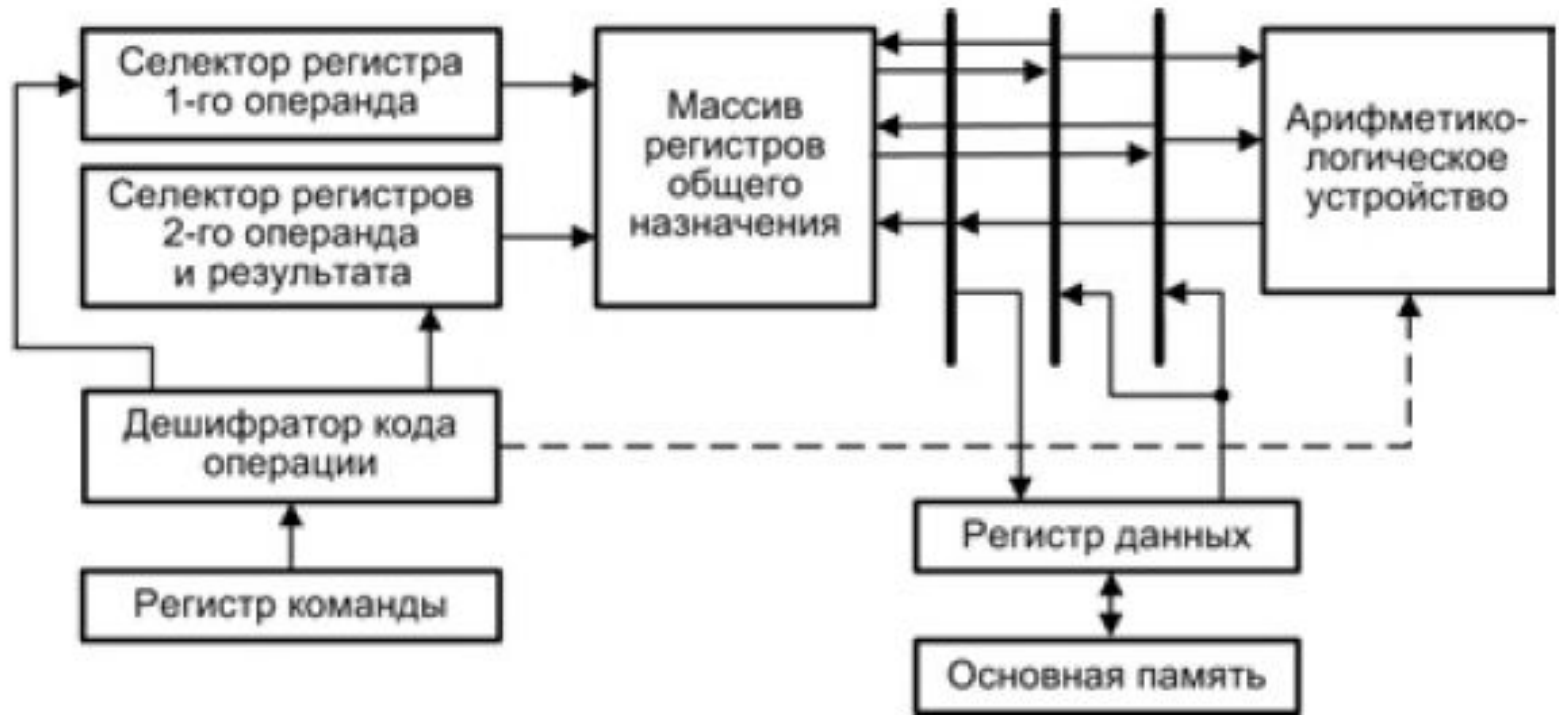 Селектор регистра
1-го операнда
Селектор регистров
2-го операнда
и результата
Массив
регистров
общего
назначения
Арифметико-
логическое
устройство
Дешифратор кода
операции
Регистр команды
Регистр данных
Основная память